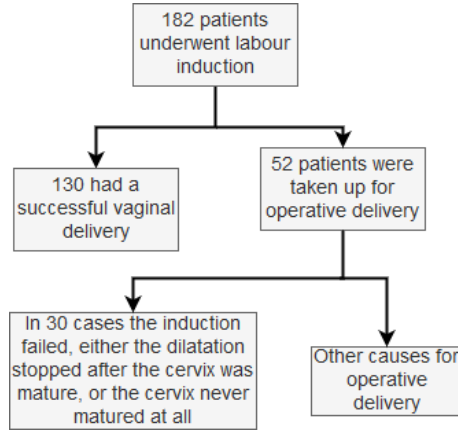 182 patients
underwent labour
induction
130 had a
successful vaginal
delivery
52 patients were
taken up for
operative delivery
In 30 cases the induction
failed, either the dilatation
stopped after the cervix was
mature, or the cervix never
matured at all
Other causes for
operative
delivery